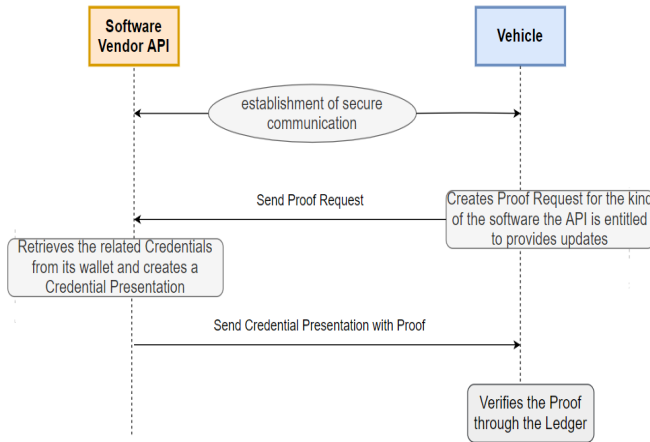 Software
Vendor API
Vehicle
establishment of secure
communication
Send Proof Request
Creates Proof Request for the kind
of the software the API is entitled
to provides updates
Retrieves the related Credentials
from its wallet and creates a
Credential Presentation
Send Credential Presentation with Proof
Verifies the Proof
through the Ledger